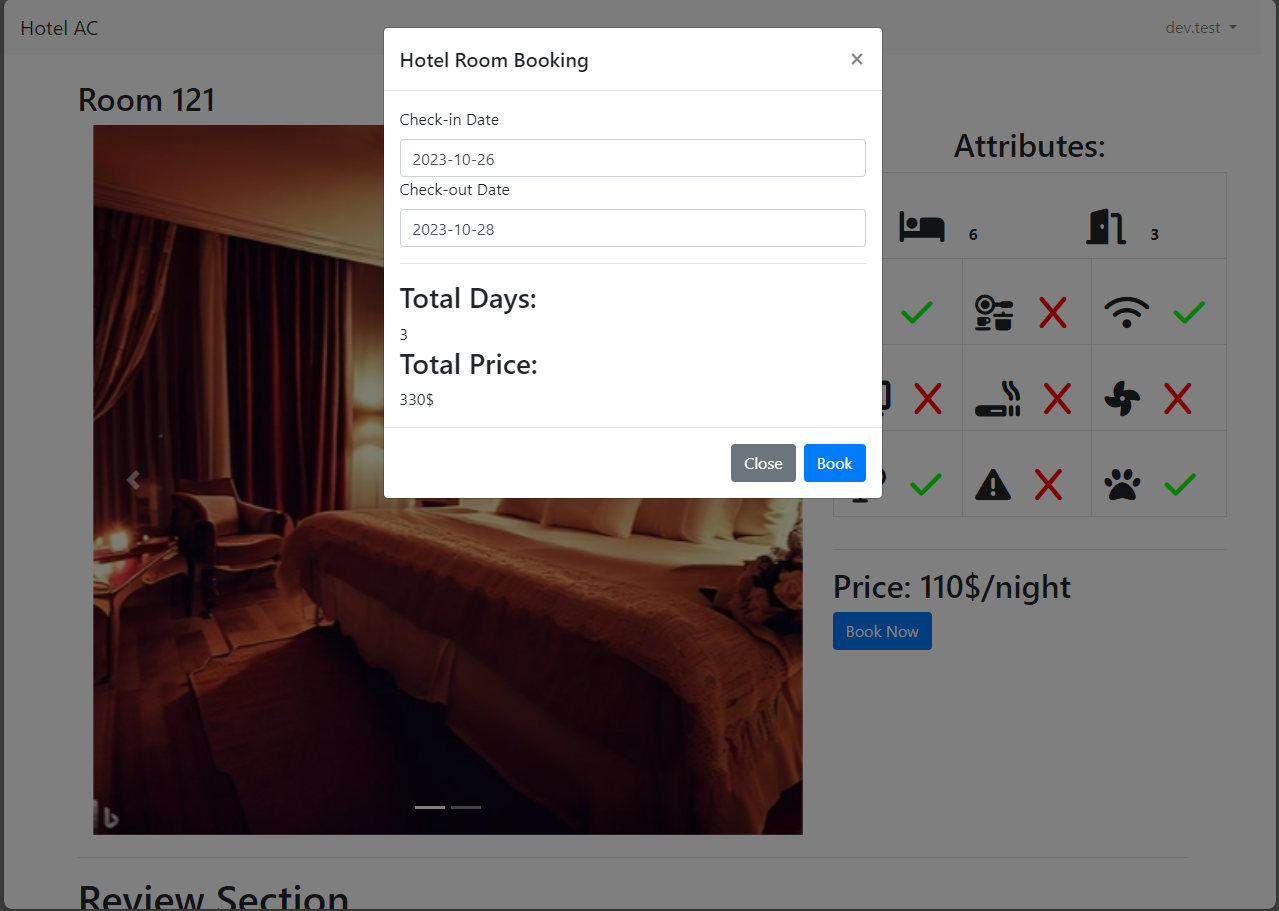 Hotel AC
dev.test
Hotel Room Booking
×
Room 121
Check-in Date
2023-10-26
Check-out Date
2023-10-28
Total Days:
3
Total Price:
330$
Close
Book
Attributes:
6
3
Price: 110$/night
Book Now
b
Review Section